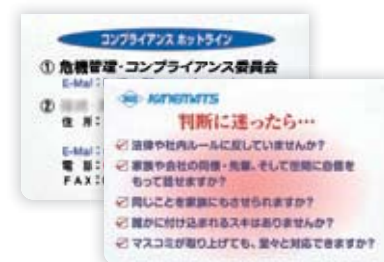 コンプライアンス ホットライン
① 危機管理・コンプライアンス委員会
E-Mail：
②
住 所：
E-Mail：
電 話：
FAX：
判断に迷ったら…
法律や社内ルールに反していませんか？
家族や会社の同僚・先輩、そして世間に自信を
もって話せますか？
同じことを家族にもさせられますか？
誰かに付け込まれるスキはありませんか？
マスコミが取り上げても、堂々と対応できますか？